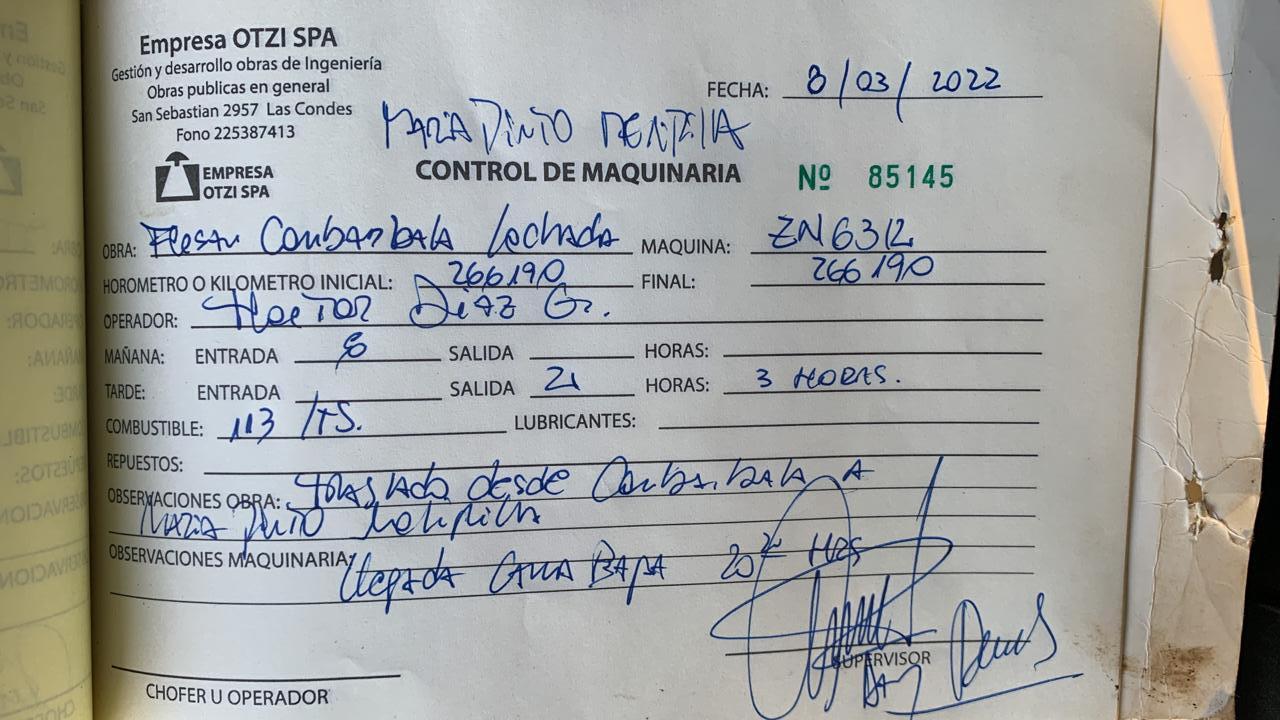 Empresa OTZI SPA
Gestión y desarrollo obras de Ingeniería
Obras publicas en general
San Sebastian 2957 Las Condes
Fono 225387413
FECHA: 8/03/2022
MARIA PINTO
CONTROL DE MAQUINARIA Nº 85145
EMPRESA
OTZI SPA
OBRA: Flesan Combarbala Lechada MAQUINA: ZN6312
HOROMETRO O KILOMETRO INICIAL: 266190 FINAL: 266190
OPERADOR: Hector Diaz G.
MAÑANA: ENTRADA 8 SALIDA HORAS:
TARDE: ENTRADA SALIDA 21 HORAS: 3 HORAS.
COMBUSTIBLE: 113 LTS. LUBRICANTES:
REPUESTOS:
OBSERVACIONES OBRA: traslado desde Combarbala A
MARIA PINTO Melipilla
OBSERVACIONES MAQUINARIA: llegada CAMA BAJA 20 HRS
SUPERVISOR
CHOFER U OPERADOR